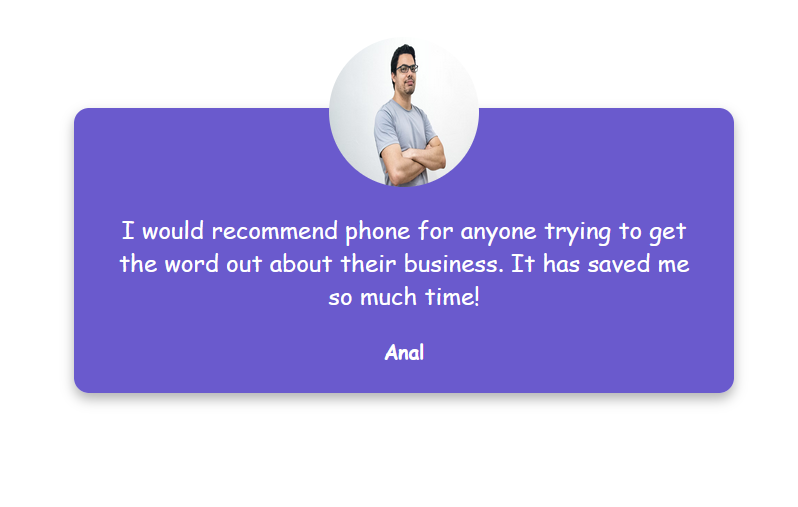 I would recommend phone for anyone trying to get
the word out about their business. It has saved me
so much time!
Anal